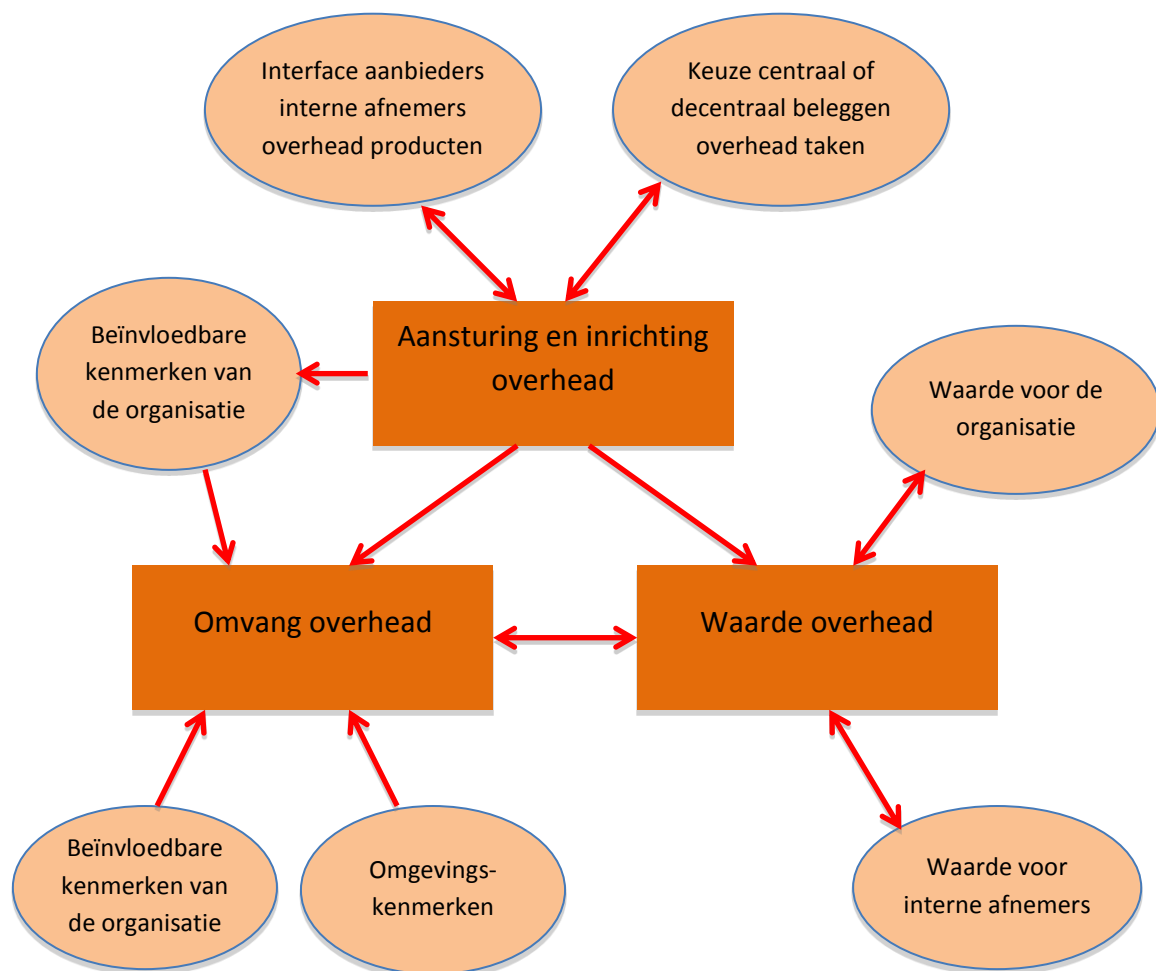 Interface aanbieders
interne afnemers
overhead producten
Keuze centraal of
decentraal beleggen
overhead taken
Beïnvloedbare
kenmerken van
de organisatie
Aansturing en inrichting
overhead
Waarde voor de
organisatie
Omvang overhead
Waarde overhead
Beïnvloedbare
kenmerken van
de organisatie
Omgevings-
kenmerken
Waarde voor
interne afnemers